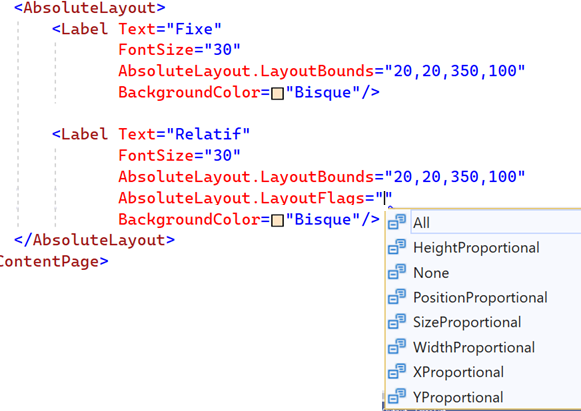 <AbsoluteLayout>
<Label Text="Fixe"
FontSize="30"
AbsoluteLayout.LayoutBounds="20,20,350,100"
BackgroundColor="Bisque"/>
<Label Text="Relatif"
FontSize="30"
AbsoluteLayout.LayoutBounds="20,20,350,100"
AbsoluteLayout.LayoutFlags=""
BackgroundColor="Bisque"/>
</AbsoluteLayout>
ContentPage>
All
HeightProportional
None
PositionProportional
SizeProportional
WidthProportional
XProportional
YProportional